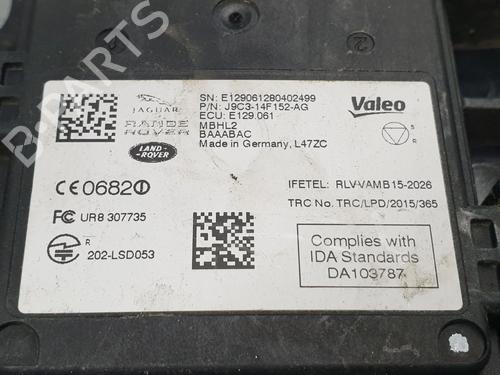 SN: E129061280402499
P/N: J9C3-14F152-AG
ECU: E129.061
MBHL2
BAAABAC
Made in Germany, L47ZC
JAGUAR
RANGE
ROVER
LAND-
ROVER
Valeo
S
R
CE0682
IFETEL: RLVVAMB15-2026
TRC No. TRC/LPD/2015/365
FC UR8 307735
R
202-LSD053
Complies with
IDA Standards
DA103787
B-PARTS
2